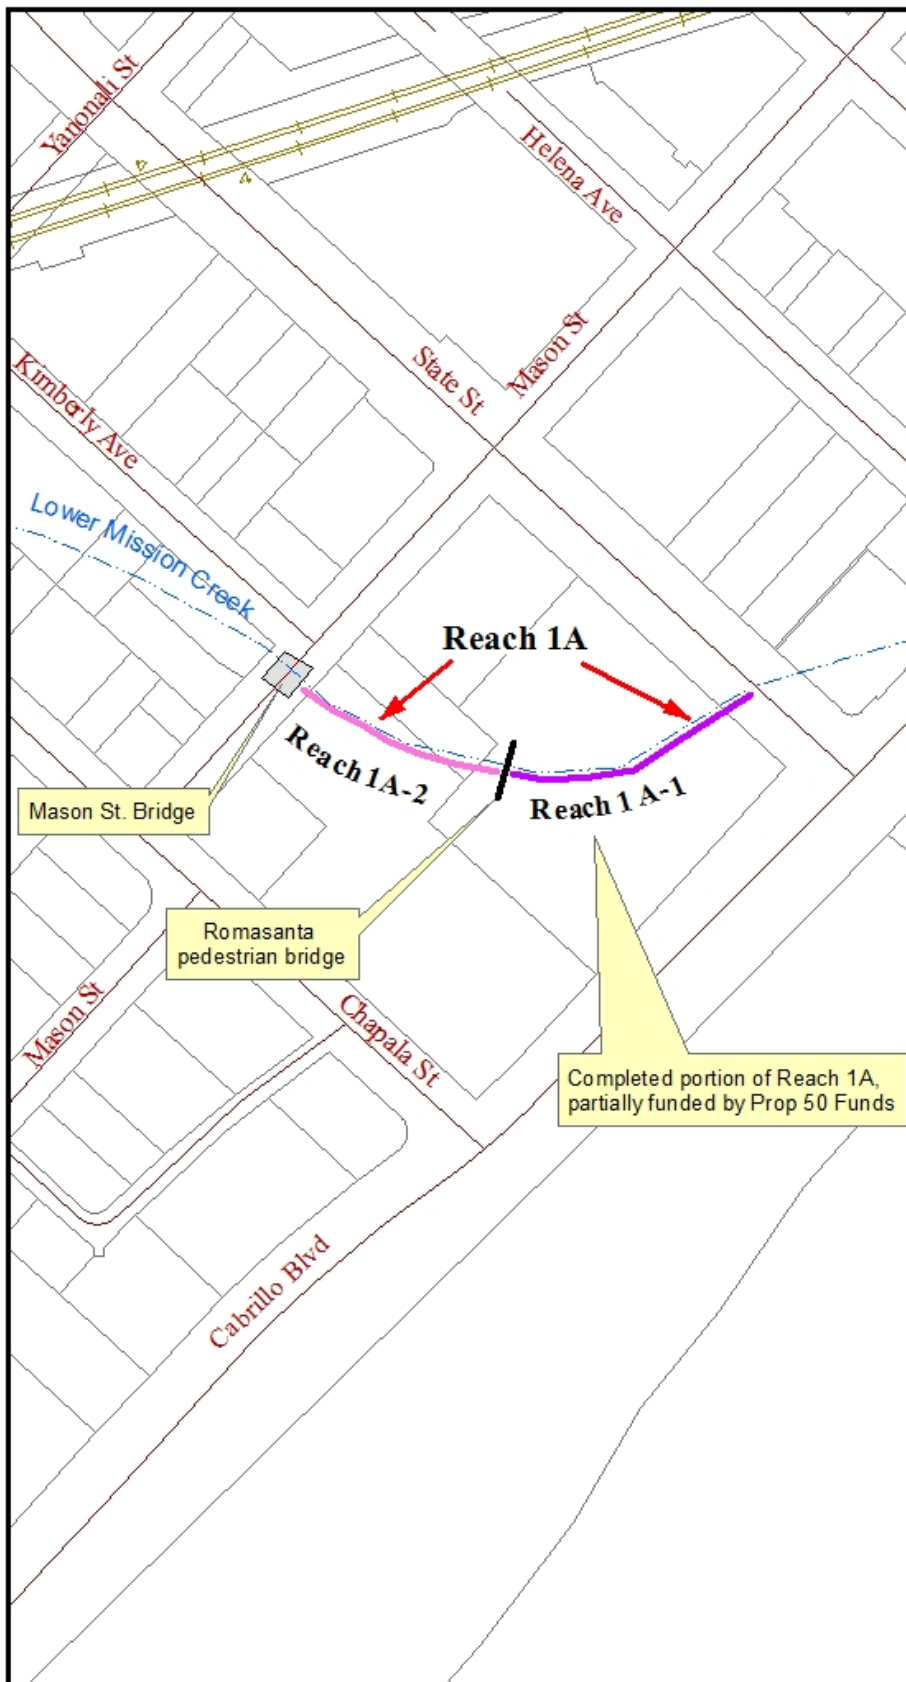 Yanonali St
Helena Ave
Mason St
State St
Kimberly Ave
Lower Mission Creek
Reach 1A
Reach 1A-2
Reach 1 A-1
Mason St. Bridge
Romasanta
pedestrian bridge
Mason St
Chapala St
Completed portion of Reach 1A,
partially funded by Prop 50 Funds
Cabrillo Blvd